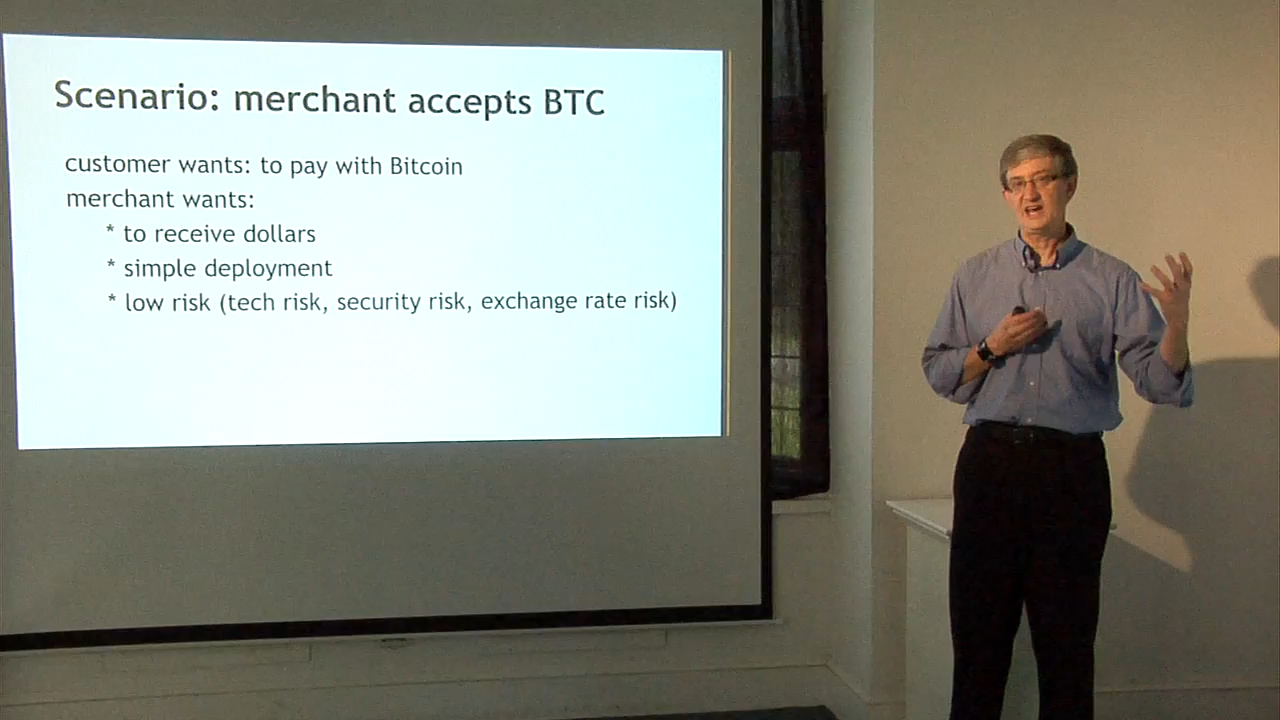 Scenario: merchant accepts BTC
customer wants: to pay with Bitcoin
merchant wants:
* to receive dollars
* simple deployment
* low risk (tech risk, security risk, exchange rate risk)